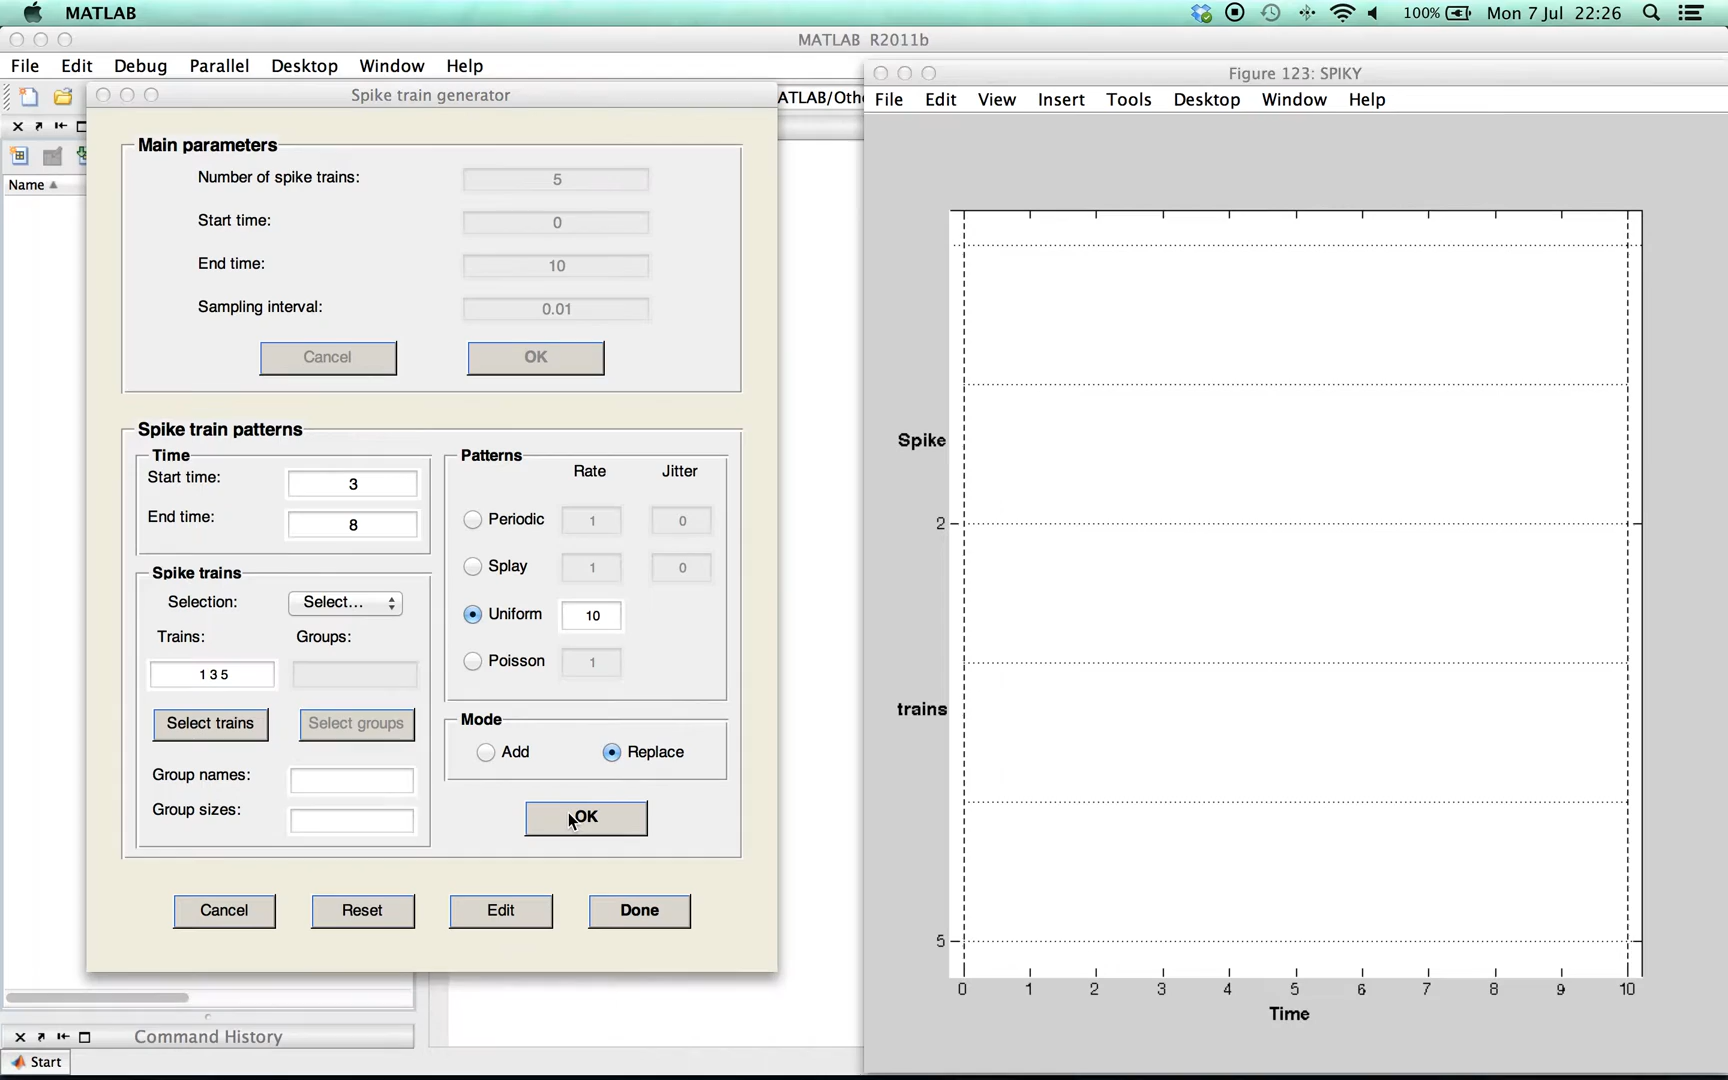 MATLAB
100%
Mon 7 Jul 22:26
MATLAB R2011b
File Edit Debug Parallel Desktop Window Help
Spike train generator
ATLAB/Othe
Figure 123: SPIKY
File Edit View Insert Tools Desktop Window Help
Name
Main parameters
Number of spike trains: 5
Start time: 0
End time: 10
Sampling interval: 0.01
Cancel OK
Spike train patterns
Time
Start time: 3
End time: 8
Spike trains
Selection: Select...
Trains: Groups:
1 3 5
Select trains Select groups
Group names:
Group sizes:
Patterns
Rate Jitter
Periodic 1 0
Splay 1 0
Uniform 10
Poisson 1
Mode
Add Replace
OK
Cancel Reset Edit Done
Command History
Start
Spike
2
trains
5
0 1 2 3 4 5 6 7 8 9 10
Time